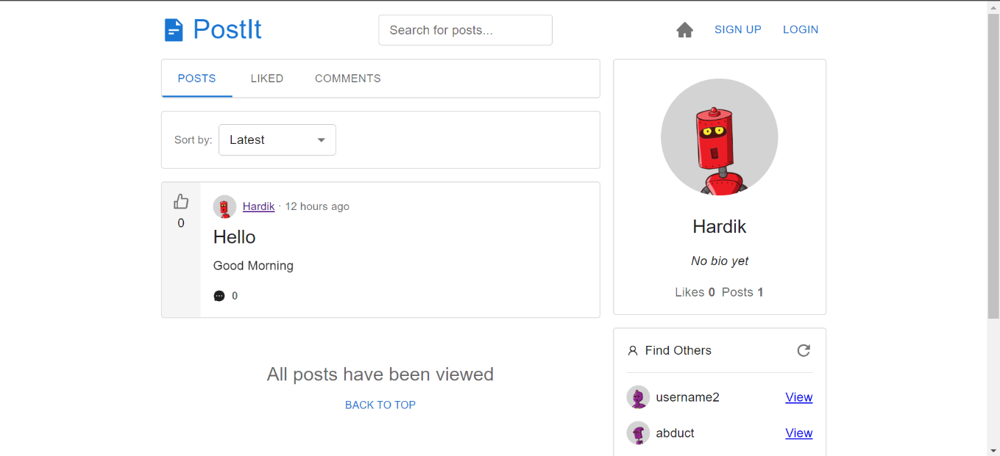 PostIt
Search for posts...
SIGN UP
LOGIN
POSTS
LIKED
COMMENTS
Sort by:
Latest
0
Hardik · 12 hours ago
Hello
Good Morning
0
All posts have been viewed
BACK TO TOP
Hardik
No bio yet
Likes 0 Posts 1
Find Others
username2
View
abduct
View